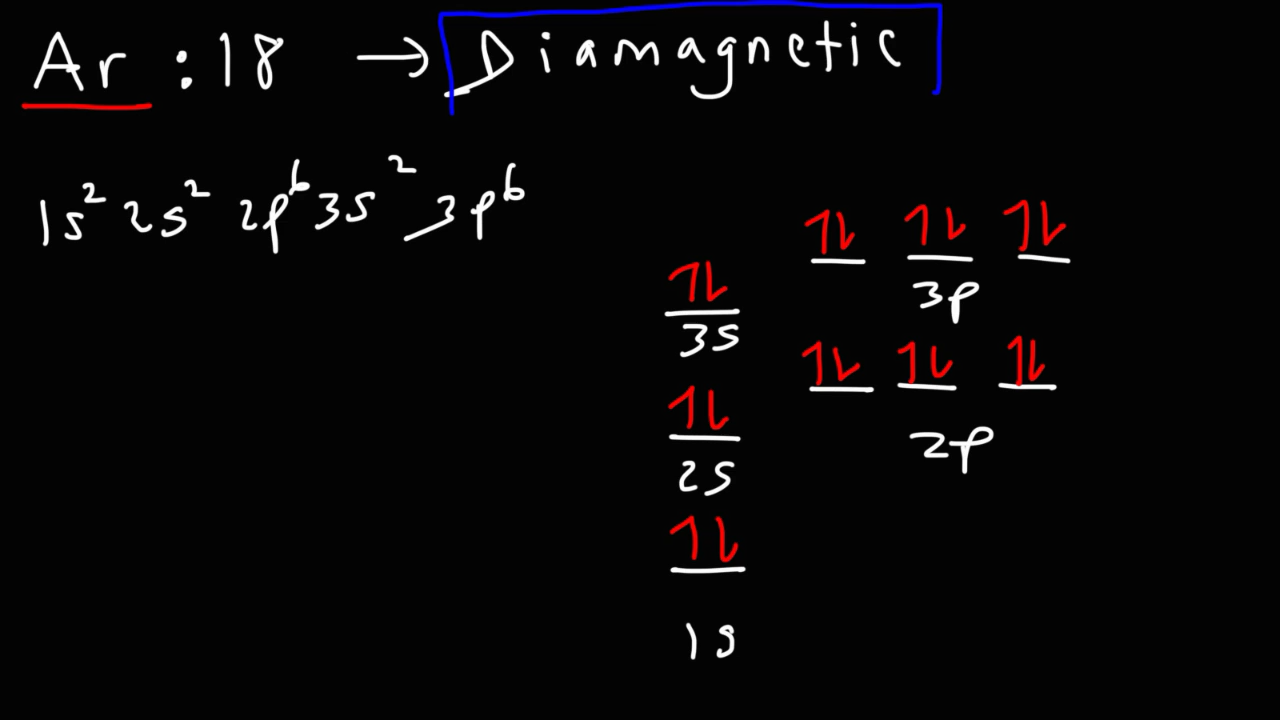 Ar : 18 → Diamagnetic
1s² 2s² 2p⁶ 3s² 3p⁶
↿⇂ ↿⇂ ↿⇂
3p
↿⇂
3s
↿⇂ ↿⇂ ↿⇂
2p
↿⇂
2s
↿⇂
1s